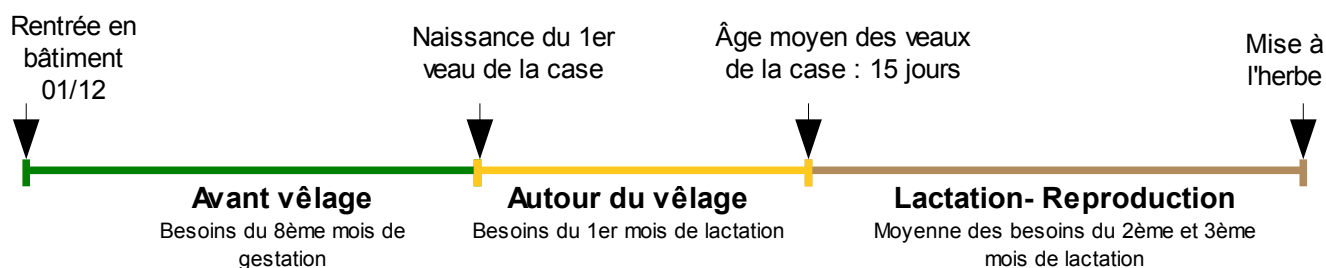 Rentrée en
bâtiment
01/12
Naissance du 1er
veau de la case
Âge moyen des veaux
de la case : 15 jours
Mise à
l'herbe
Avant vêlage
Besoins du 8ème mois de
gestation
Autour du vêlage
Besoins du 1er mois de lactation
Lactation- Reproduction
Moyenne des besoins du 2ème et 3ème
mois de lactation